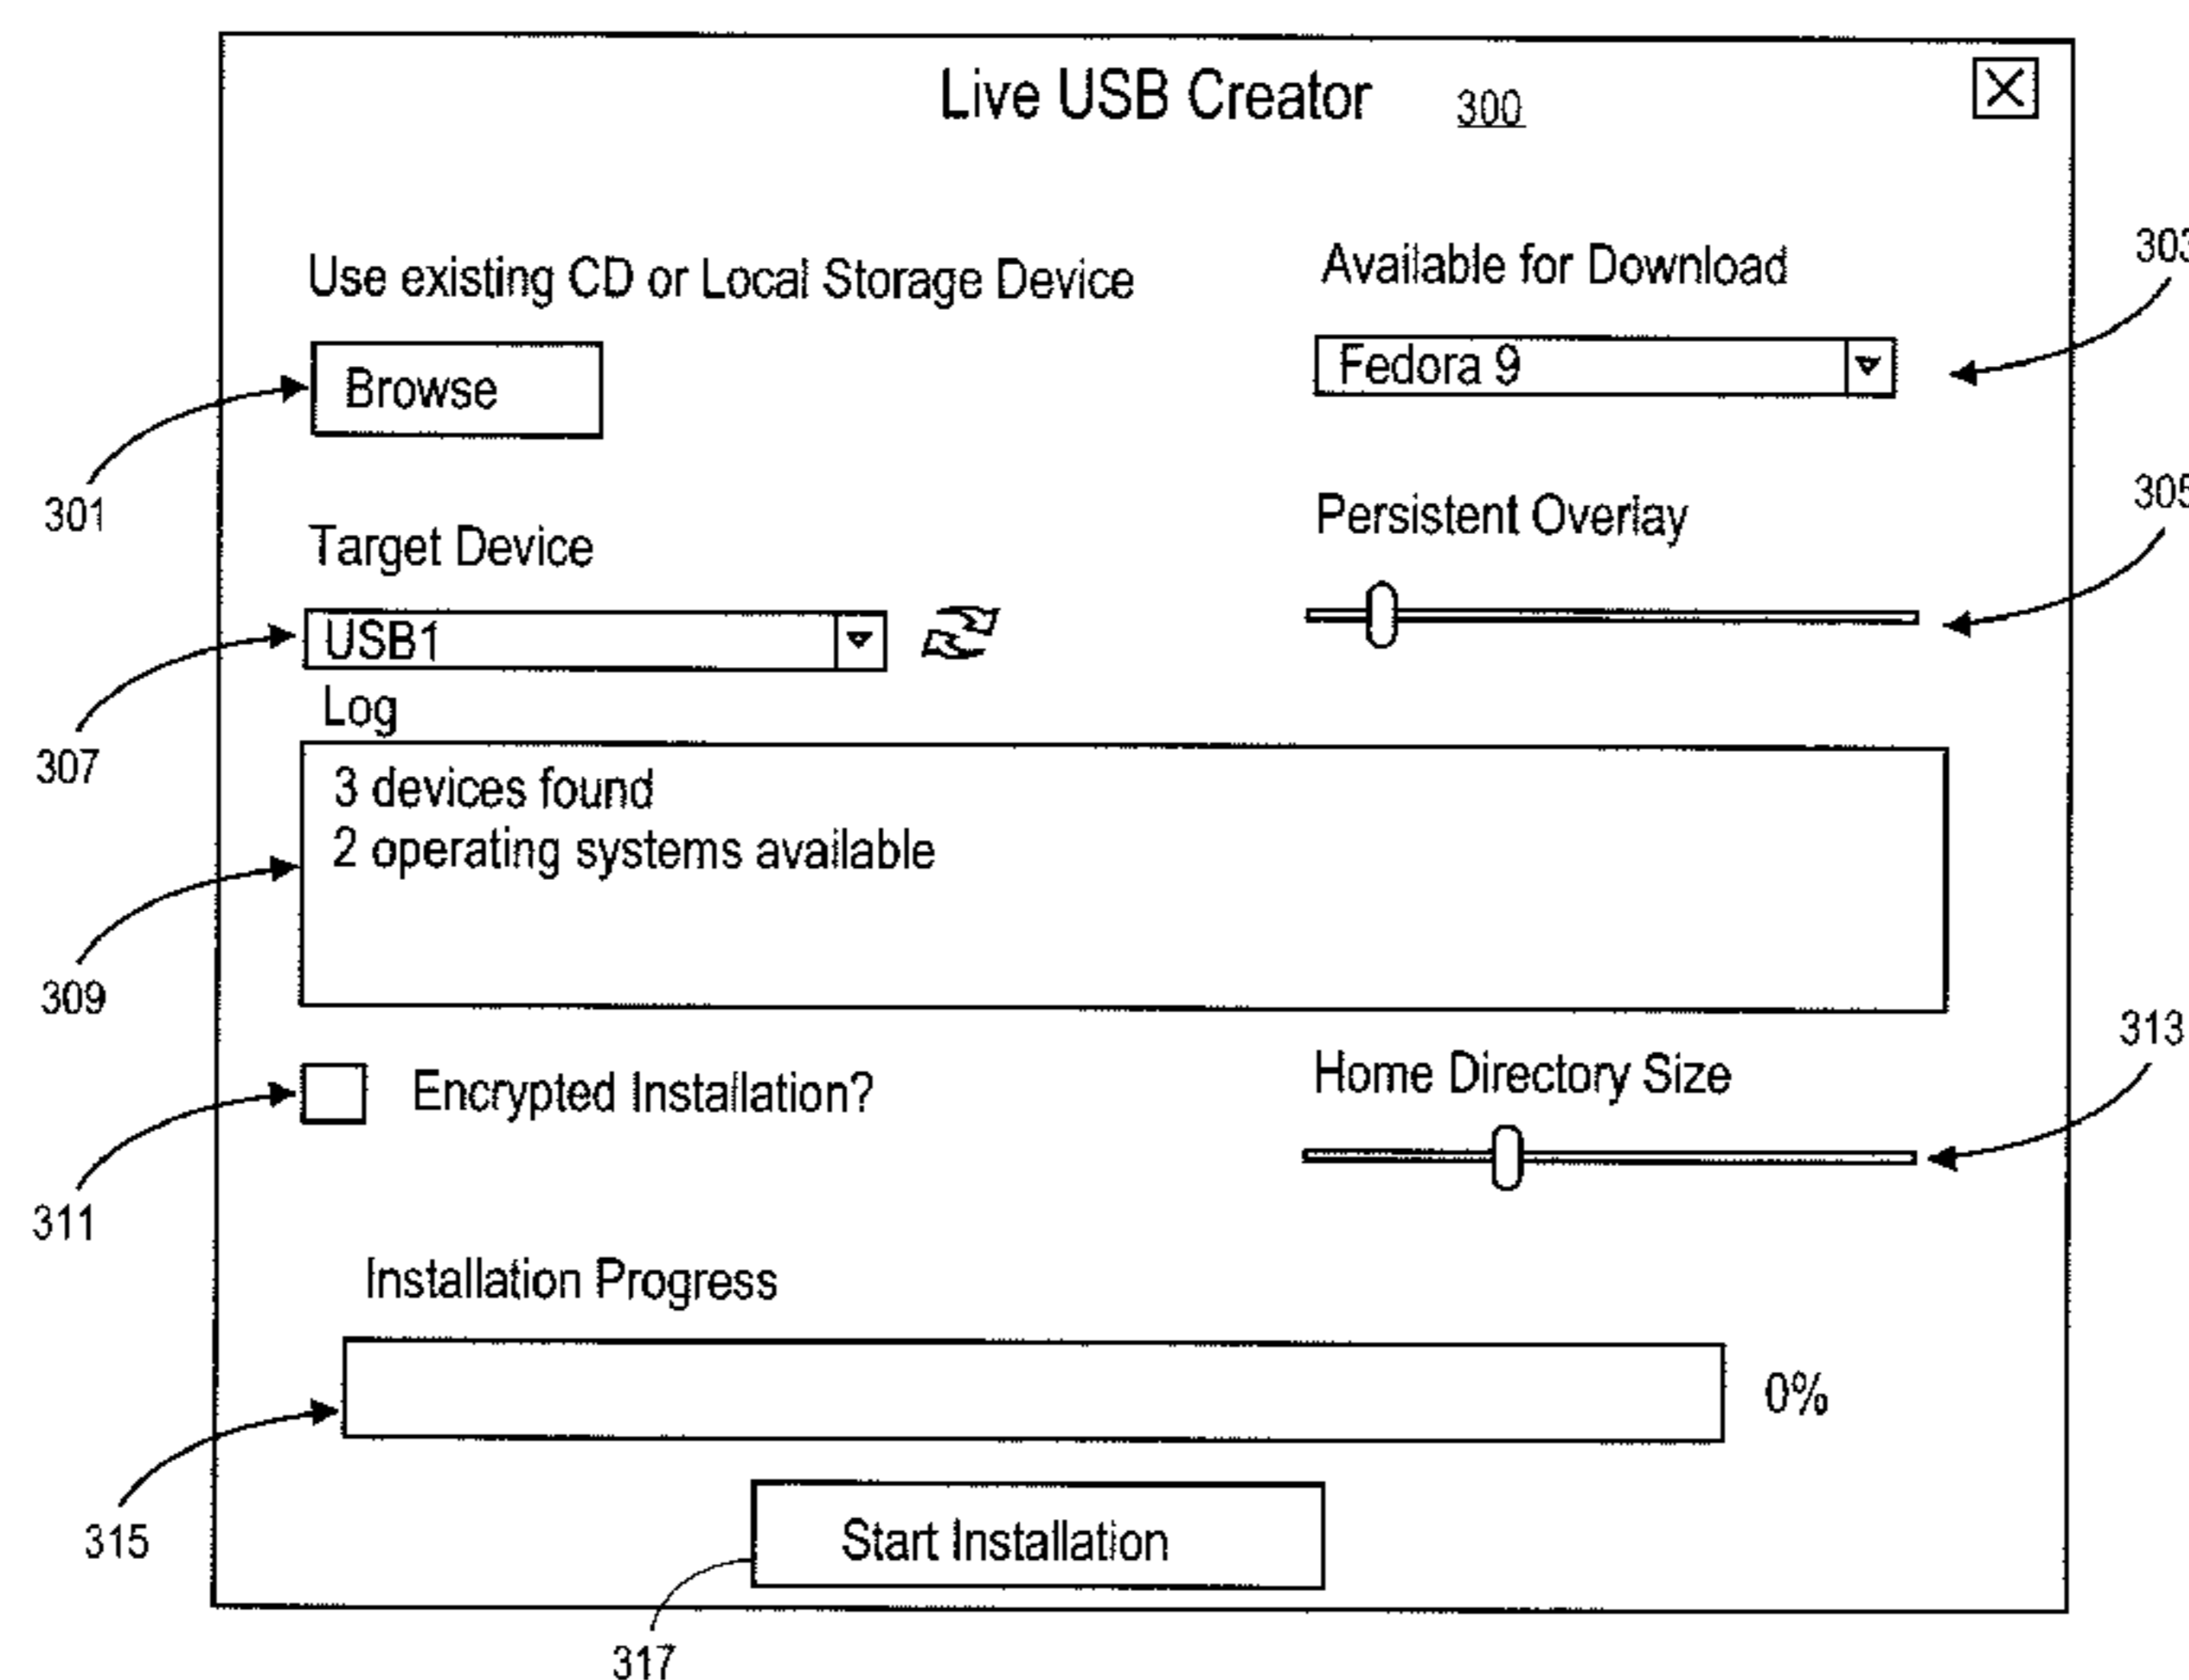 Live USB Creator 300
Use existing CD or Local Storage Device
Available for Download
303
Browse
Fedora 9
301
Target Device
Persistent Overlay
305
USB1
307
Log
3 devices found
2 operating systems available
309
Encrypted Installation?
Home Directory Size
313
311
Installation Progress
0%
315
Start Installation
317